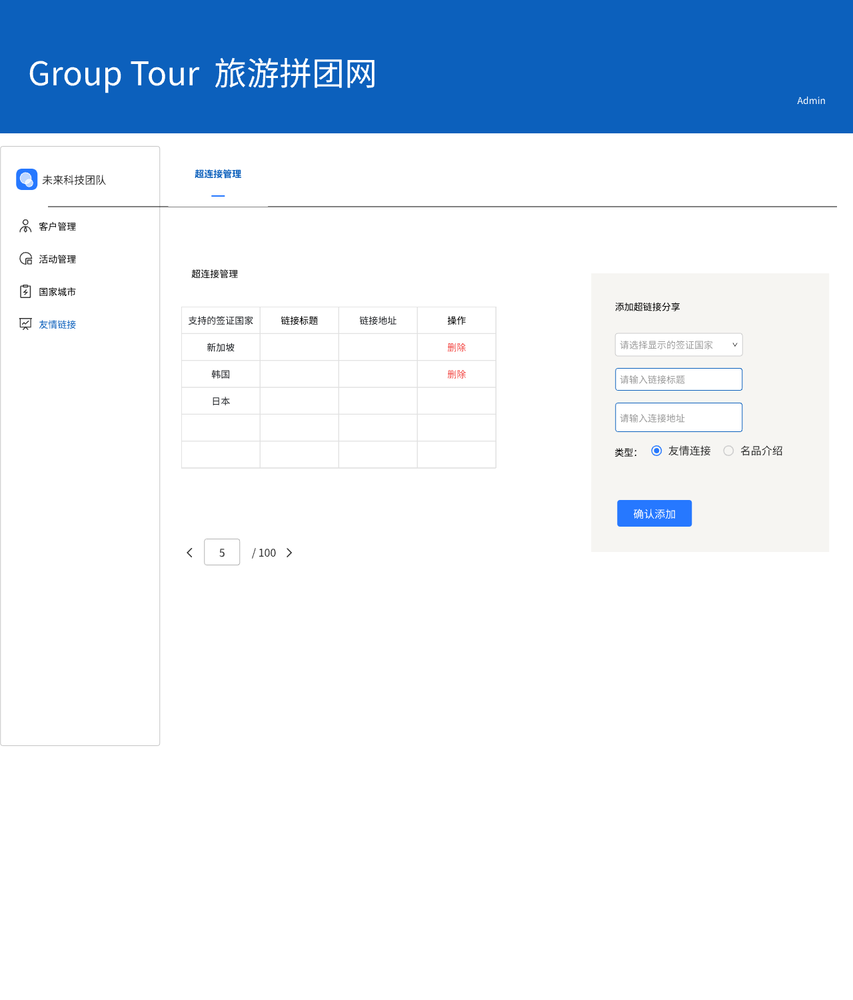 Group Tour 旅游拼团网
Admin
未来科技团队
客户管理
活动管理
国家城市
友情链接
超连接管理
超连接管理
支持的签证国家 链接标题 链接地址 操作
新加坡 删除
韩国 删除
日本
5 / 100
添加超链接分享
请选择显示的签证国家
请输入链接标题
请输入连接地址
类型： 友情连接 名品介绍
确认添加